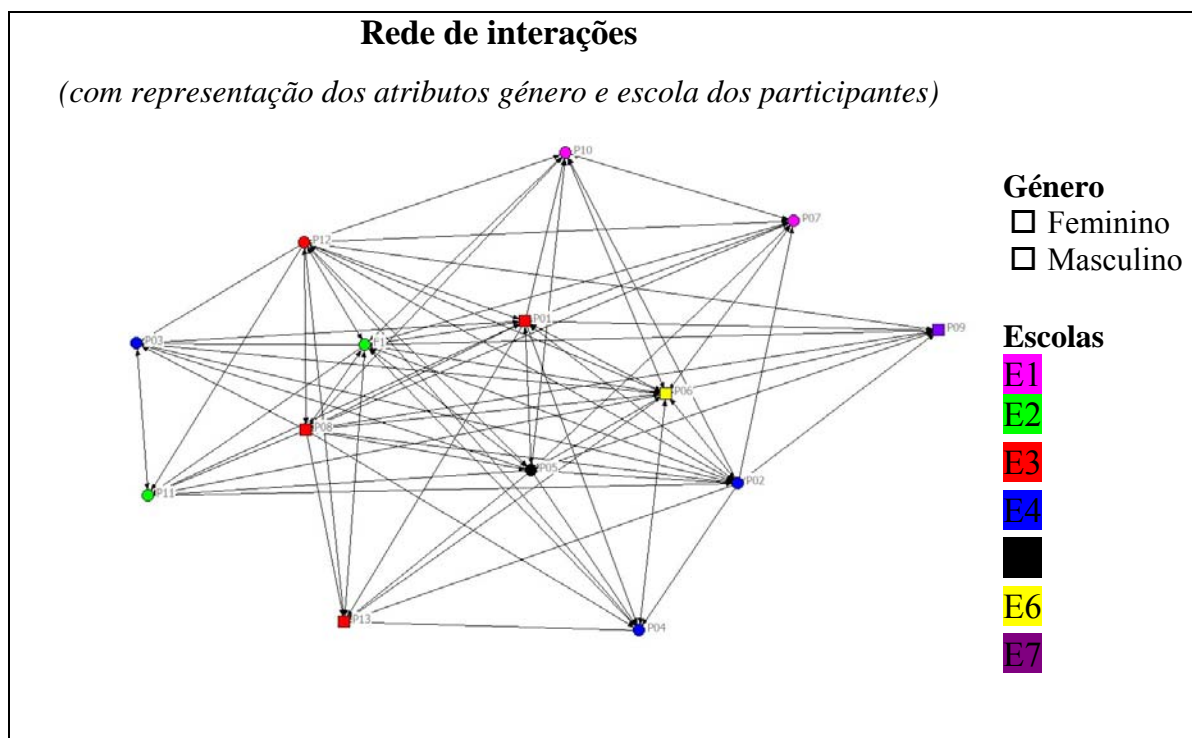 Rede de interações
(com representação dos atributos género e escola dos participantes)
P10
P07
P12
P01
P09
P03
F1
P06
P08
P05
P02
P11
P13
P04
Género
Feminino
Masculino
Escolas
E1
E2
E3
E4
E6
E7